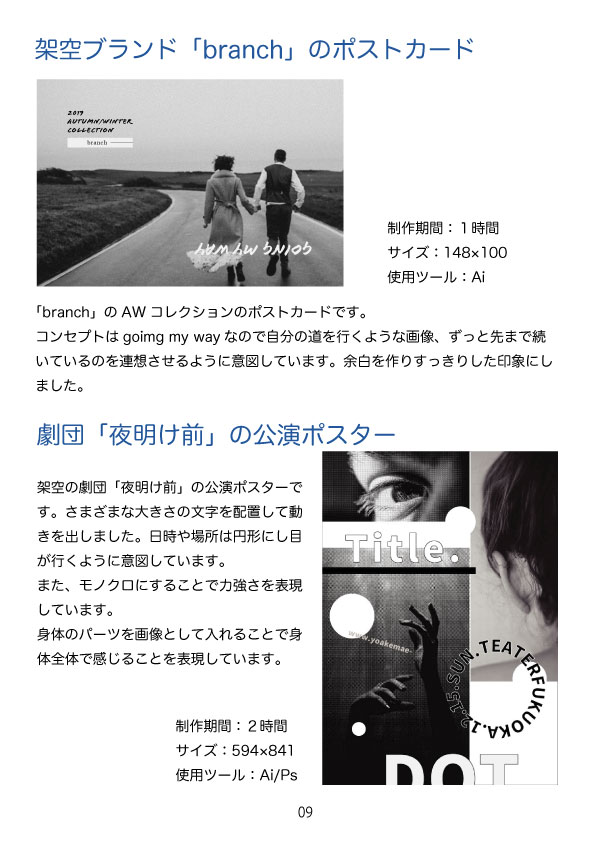 架空ブランド「branch」のポストカード
2019
AUTUMN/WINTER
COLLECTION
branch
GOING MY WAY
制作期間：１時間
サイズ：148×100
使用ツール：Ai
「branch」の AW コレクションのポストカードです。
コンセプトは goimg my way なので自分の道を行くような画像、ずっと先まで続
いているのを連想させるように意図しています。余白を作りすっきりした印象にし
ました。
劇団「夜明け前」の公演ポスター
架空の劇団「夜明け前」の公演ポスターで
す。さまざまな大きさの文字を配置して動
きを出しました。日時や場所は円形にし目
が行くように意図しています。
また、モノクロにすることで力強さを表現
しています。
身体のパーツを画像として入れることで身
体全体で感じることを表現しています。
Title.
www.yoakemae-
12.15.SUN.TEATERFUKUOKA.
DOT
制作期間：２時間
サイズ：594×841
使用ツール：Ai/Ps
09